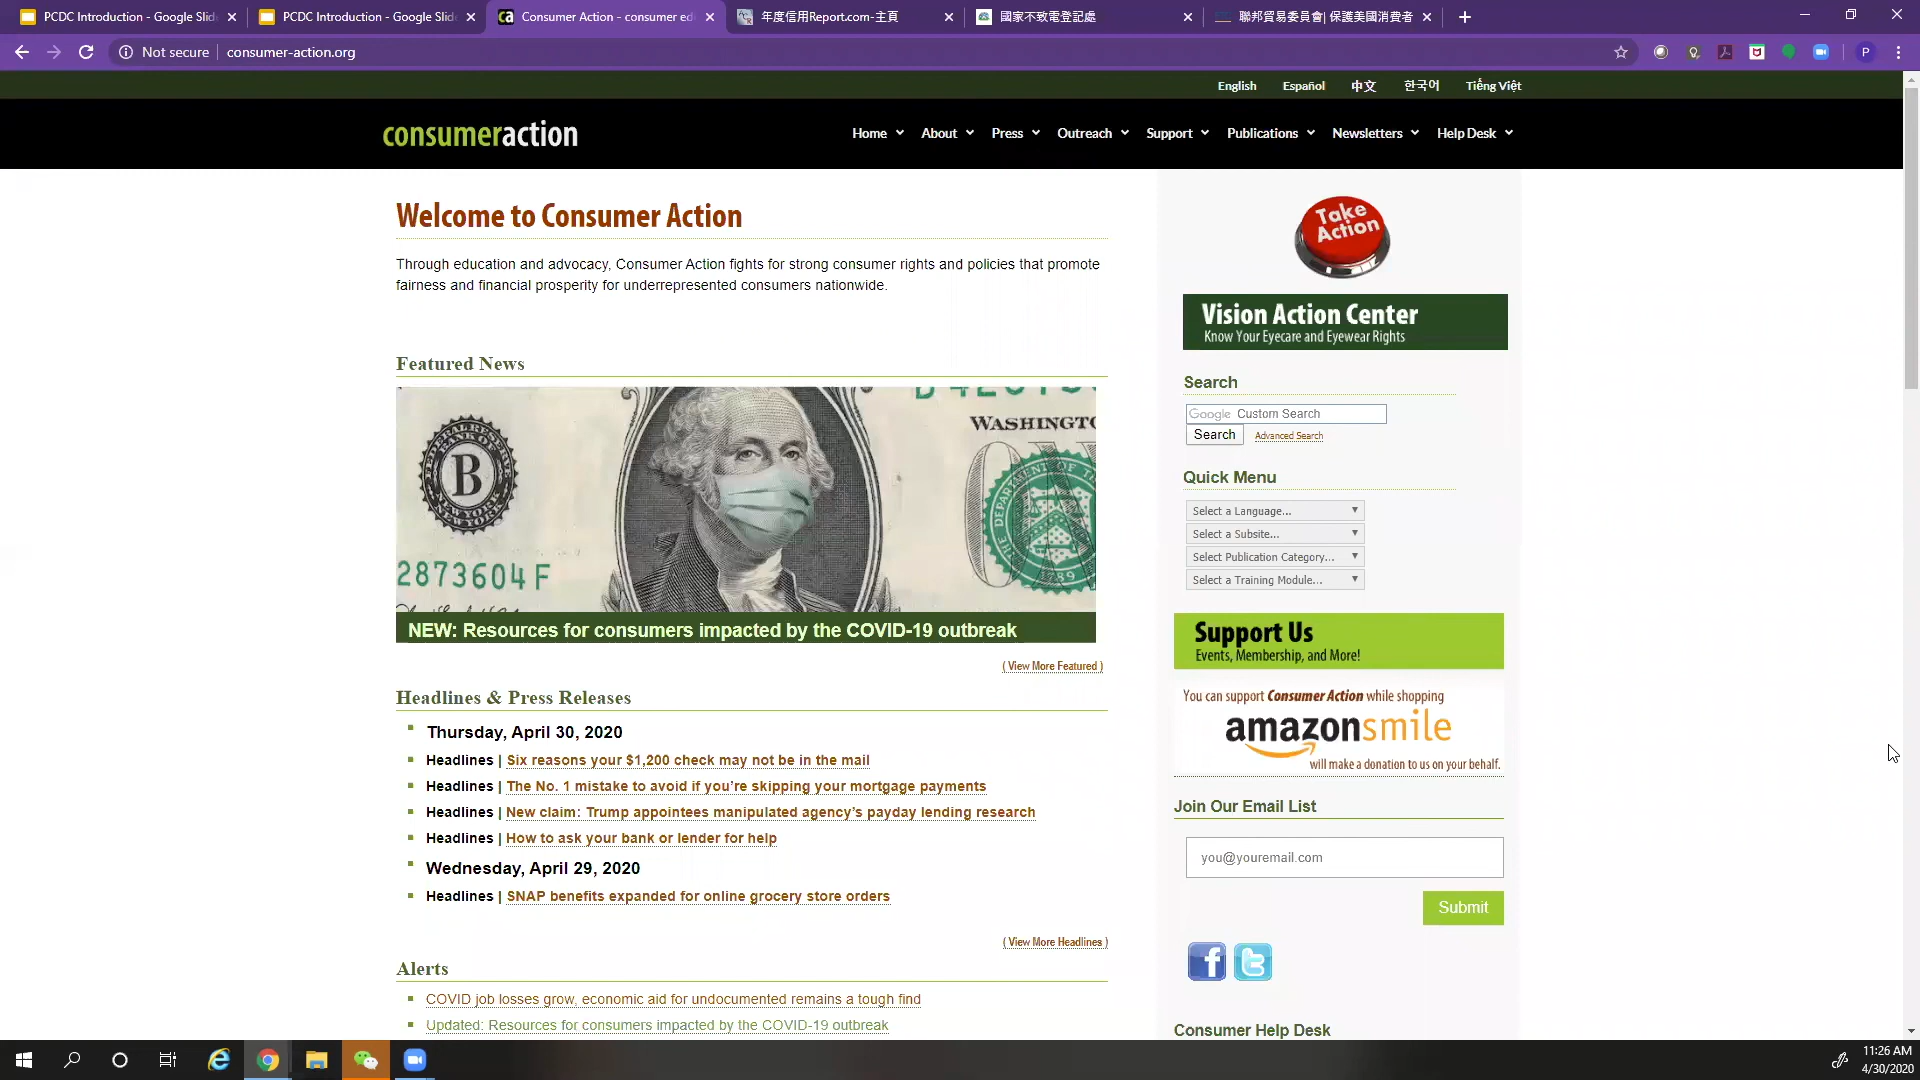 PCDC Introduction - Google Slid
PCDC Introduction - Google Slid
Consumer Action - consumer ed
年度信用Report.com-主頁
國家不致電登記處
聯邦貿易委員會| 保護美國消費者
Not secure
consumer-action.org
P
English Español 中文 한국어 Tiếng Việt
consumeraction
Home About Press Outreach Support Publications Newsletters Help Desk
Welcome to Consumer Action
Through education and advocacy, Consumer Action fights for strong consumer rights and policies that promote
fairness and financial prosperity for underrepresented consumers nationwide.
Featured News
WASHINGT
B
2873604 F
1789
NEW: Resources for consumers impacted by the COVID-19 outbreak
( View More Featured )
Headlines & Press Releases
Thursday, April 30, 2020
Headlines | Six reasons your $1,200 check may not be in the mail
Headlines | The No. 1 mistake to avoid if you’re skipping your mortgage payments
Headlines | New claim: Trump appointees manipulated agency’s payday lending research
Headlines | How to ask your bank or lender for help
Wednesday, April 29, 2020
Headlines | SNAP benefits expanded for online grocery store orders
( View More Headlines )
Alerts
COVID job losses grow, economic aid for undocumented remains a tough find
Updated: Resources for consumers impacted by the COVID-19 outbreak
Take
Action
Vision Action Center
Know Your Eyecare and Eyewear Rights
Search
Google Custom Search
Search Advanced Search
Quick Menu
Select a Language...
Select a Subsite...
Select Publication Category...
Select a Training Module...
Support Us
Events, Membership, and More!
You can support Consumer Action while shopping
amazonsmile
will make a donation to us on your behalf.
Join Our Email List
you@youremail.com
Submit
Consumer Help Desk
11:26 AM
4/30/2020